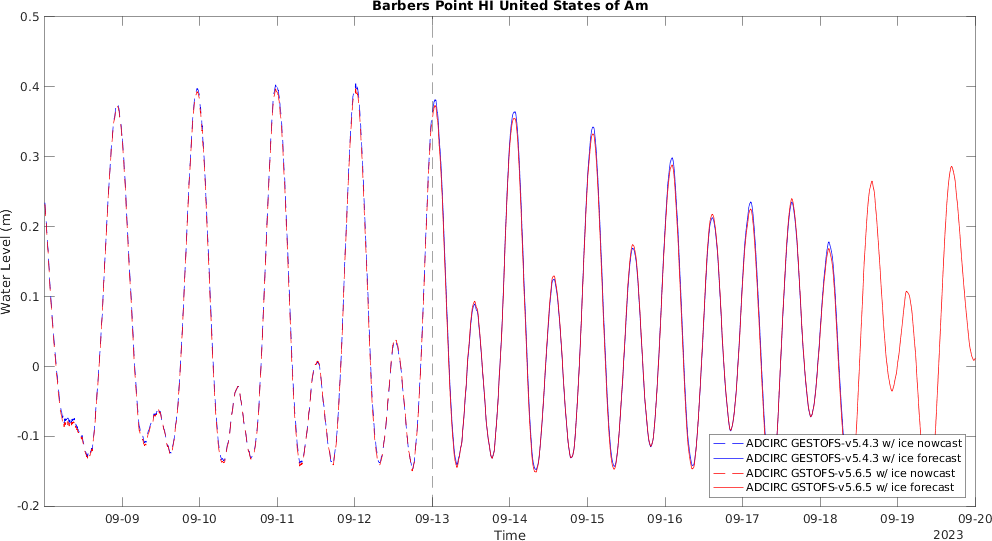 Barbers Point HI United States of Am
0.5
0.4
0.3
0.2
0.1
0
-0.1
-0.2
Water Level (m)
ADCIRC GESTOFS-v5.4.3 w/ ice nowcast
ADCIRC GESTOFS-v5.4.3 w/ ice forecast
ADCIRC GSTOFS-v5.6.5 w/ ice nowcast
ADCIRC GSTOFS-v5.6.5 w/ ice forecast
09-09 09-10 09-11 09-12 09-13 09-14 09-15 09-16 09-17 09-18 09-19 09-20
Time
2023